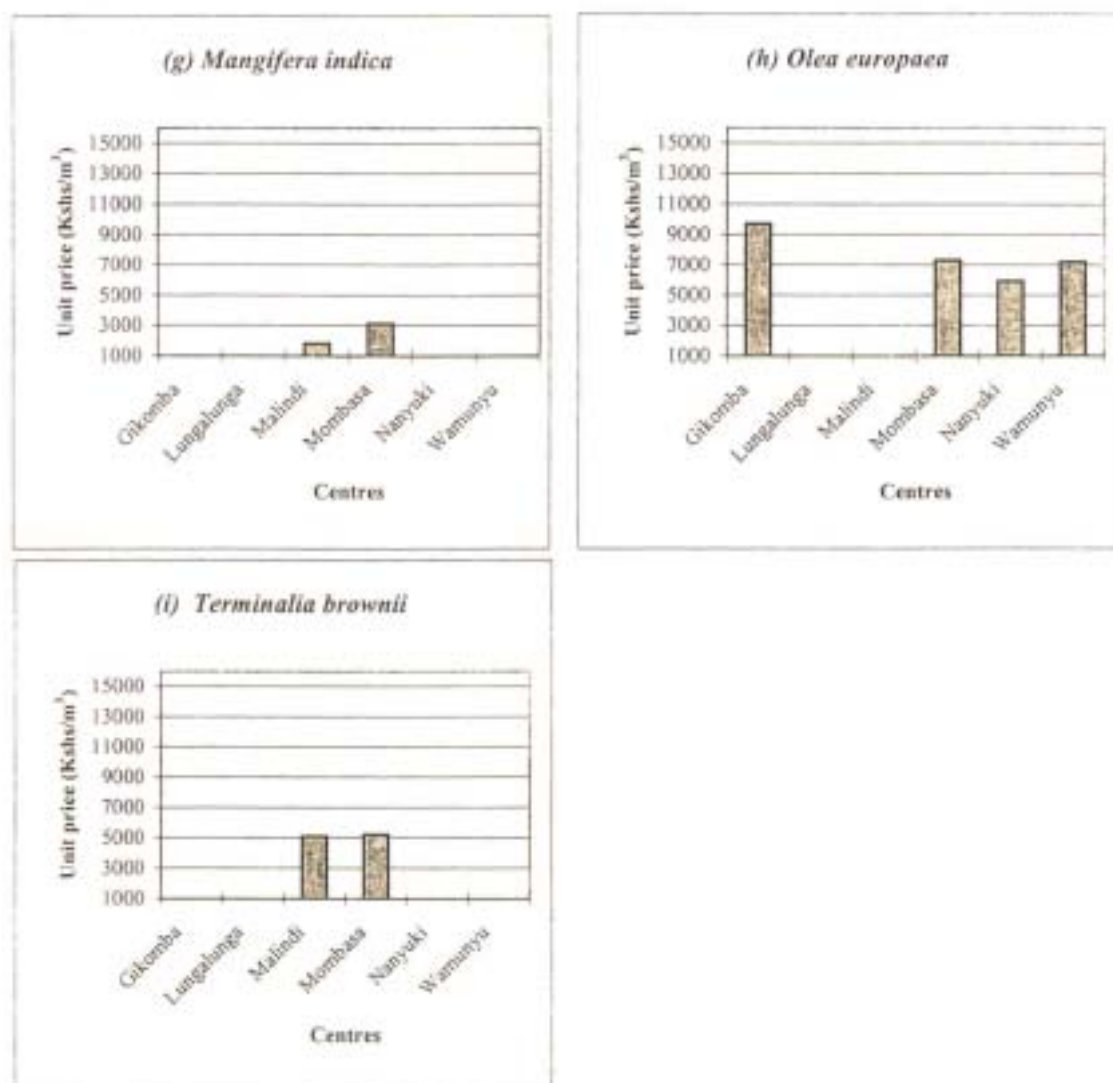 (g) Mangifera indica
Unit price (Kshs/m³)
15000
13000
11000
9000
7000
5000
3000
1000
Gikomba
Lungalunga
Malindi
Mombasa
Nanyuki
Wamunyu
Centres
(h) Olea europaea
Unit price (Kshs/m³)
15000
13000
11000
9000
7000
5000
3000
1000
Gikomba
Lungalunga
Malindi
Mombasa
Nanyuki
Wamunyu
Centres
(i) Terminalia brownii
Unit price (Kshs/m³)
15000
13000
11000
9000
7000
5000
3000
1000
Gikomba
Lungalunga
Malindi
Mombasa
Nanyuki
Wamunyu
Centres